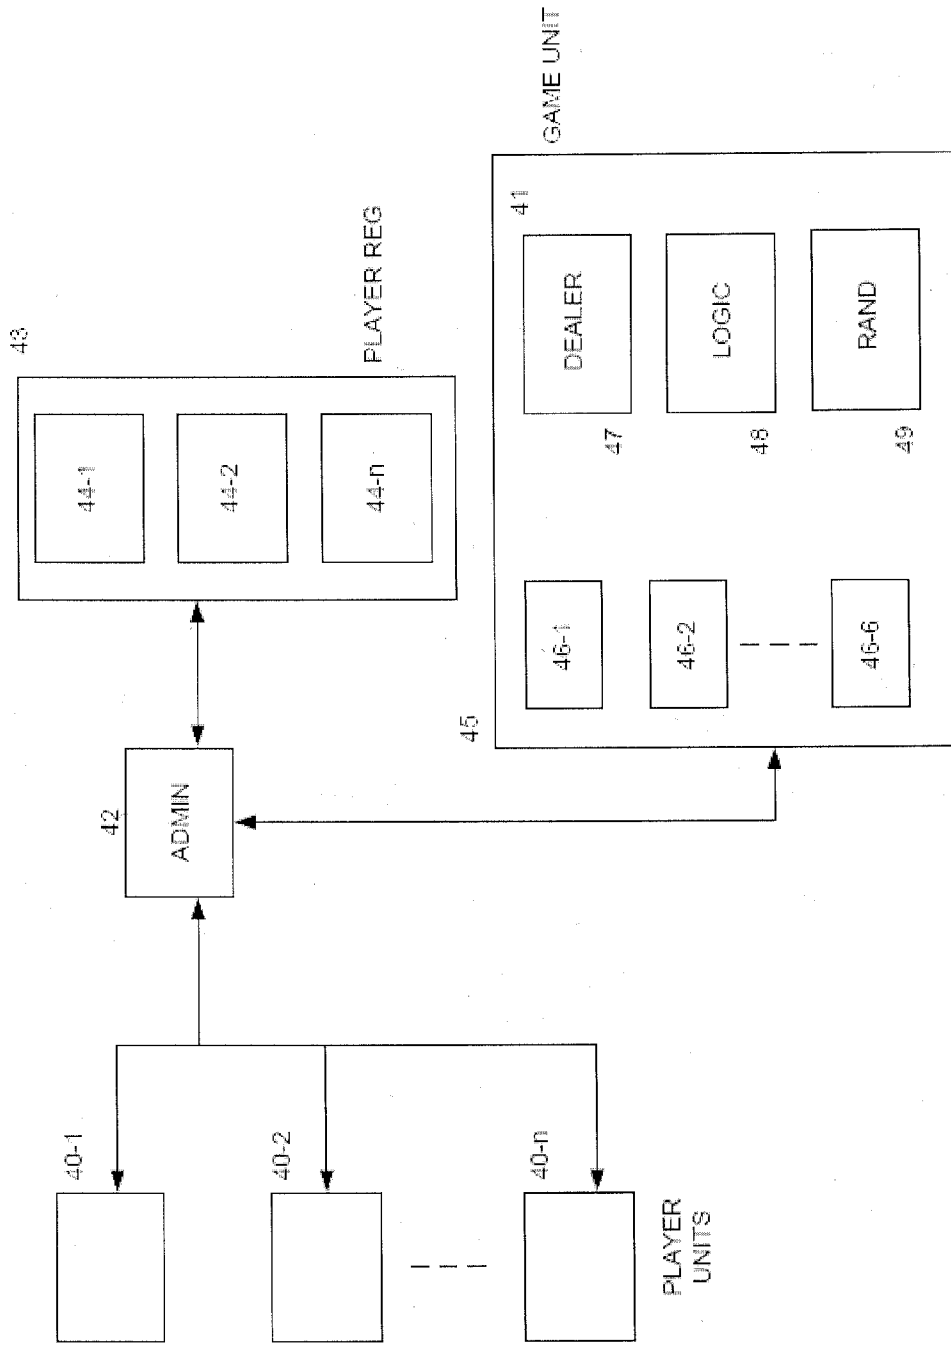 43
40-1
44-1
42
ADMIN
44-2
40-2
44-n
PLAYER REG
45
41
40-n
GAME UNIT
46-1
DEALER
47
PLAYER
UNITS
46-2
LOGIC
48
46-6
RAND
49